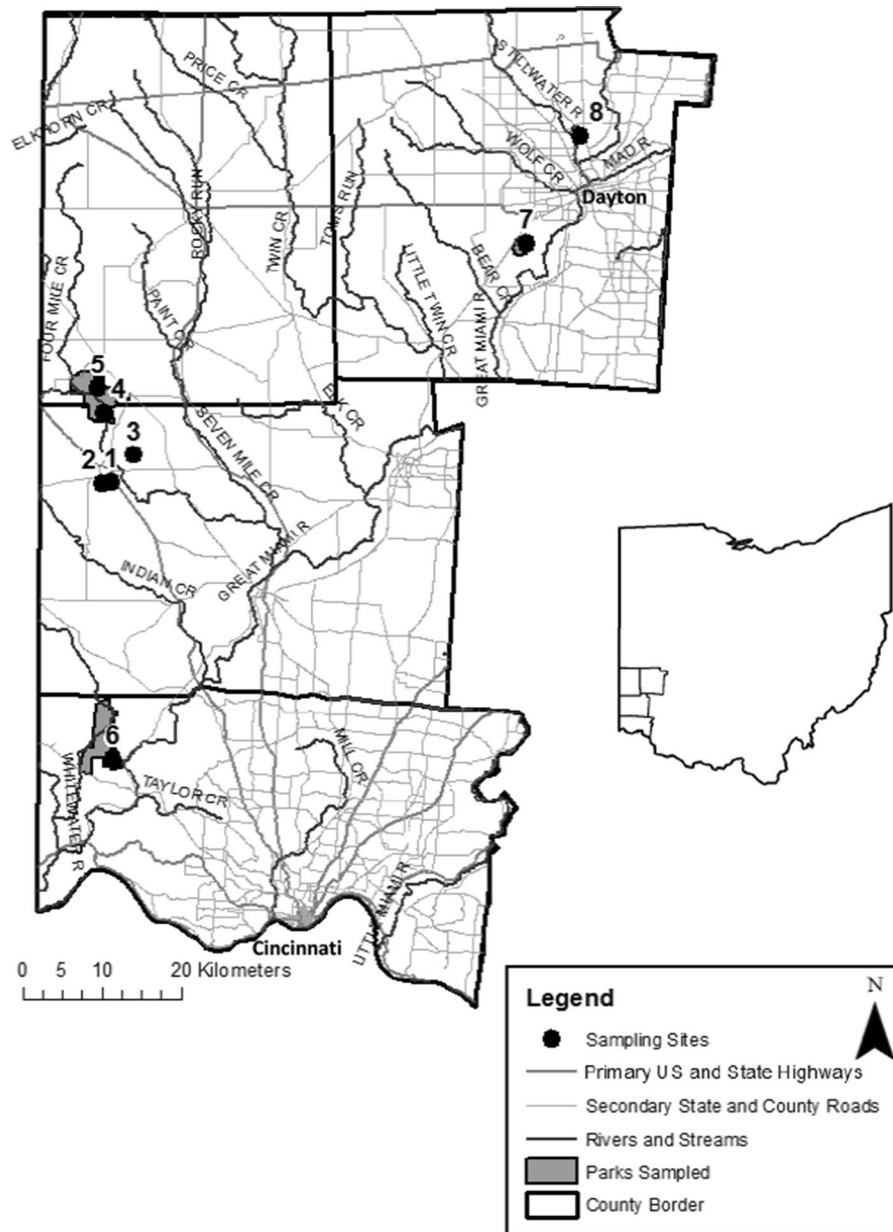 PRICE CR
STILLWATER R
8
ELKHORN CR
WOLF CR
MAD R
Dayton
ROCKY RUN
TWIN CR
TOMS RUN
7
FOUR MILE CR
PAINT CR
LITTLE TWIN CR
BEAR CR
GREAT MIAMI R
5
4
ELK CR
3
2 1
SEVEN MILE CR
INDIAN CR
GREAT MIAMI R
6
WHITEWATER R
TAYLOR CR
MILL CR
LITTLE MIAMI R
Cincinnati
0 5 10 20 Kilometers
Legend
N
Sampling Sites
Primary US and State Highways
Secondary State and County Roads
Rivers and Streams
Parks Sampled
County Border